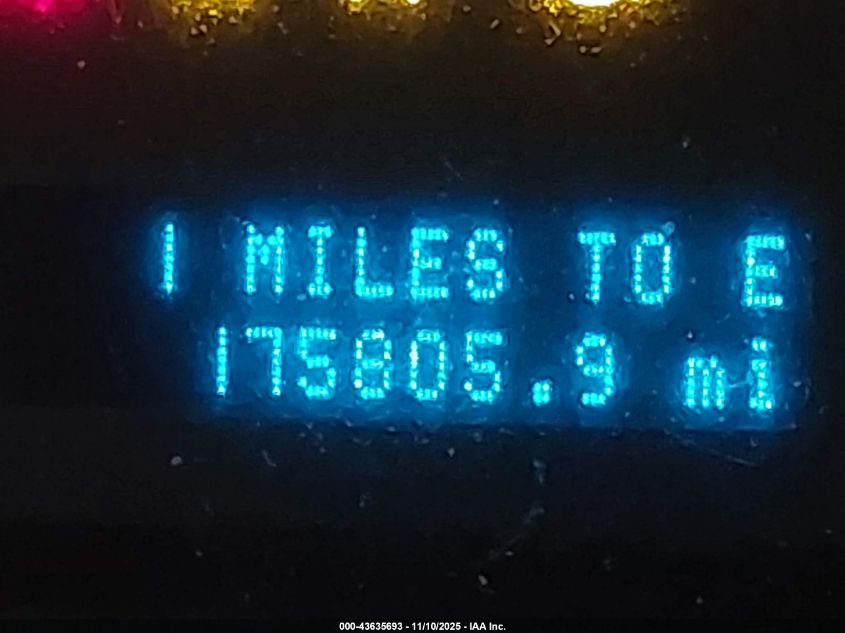 1 MILES TO E
175805.9 mi
000-43635693 - 11/10/2025 - IAA Inc.